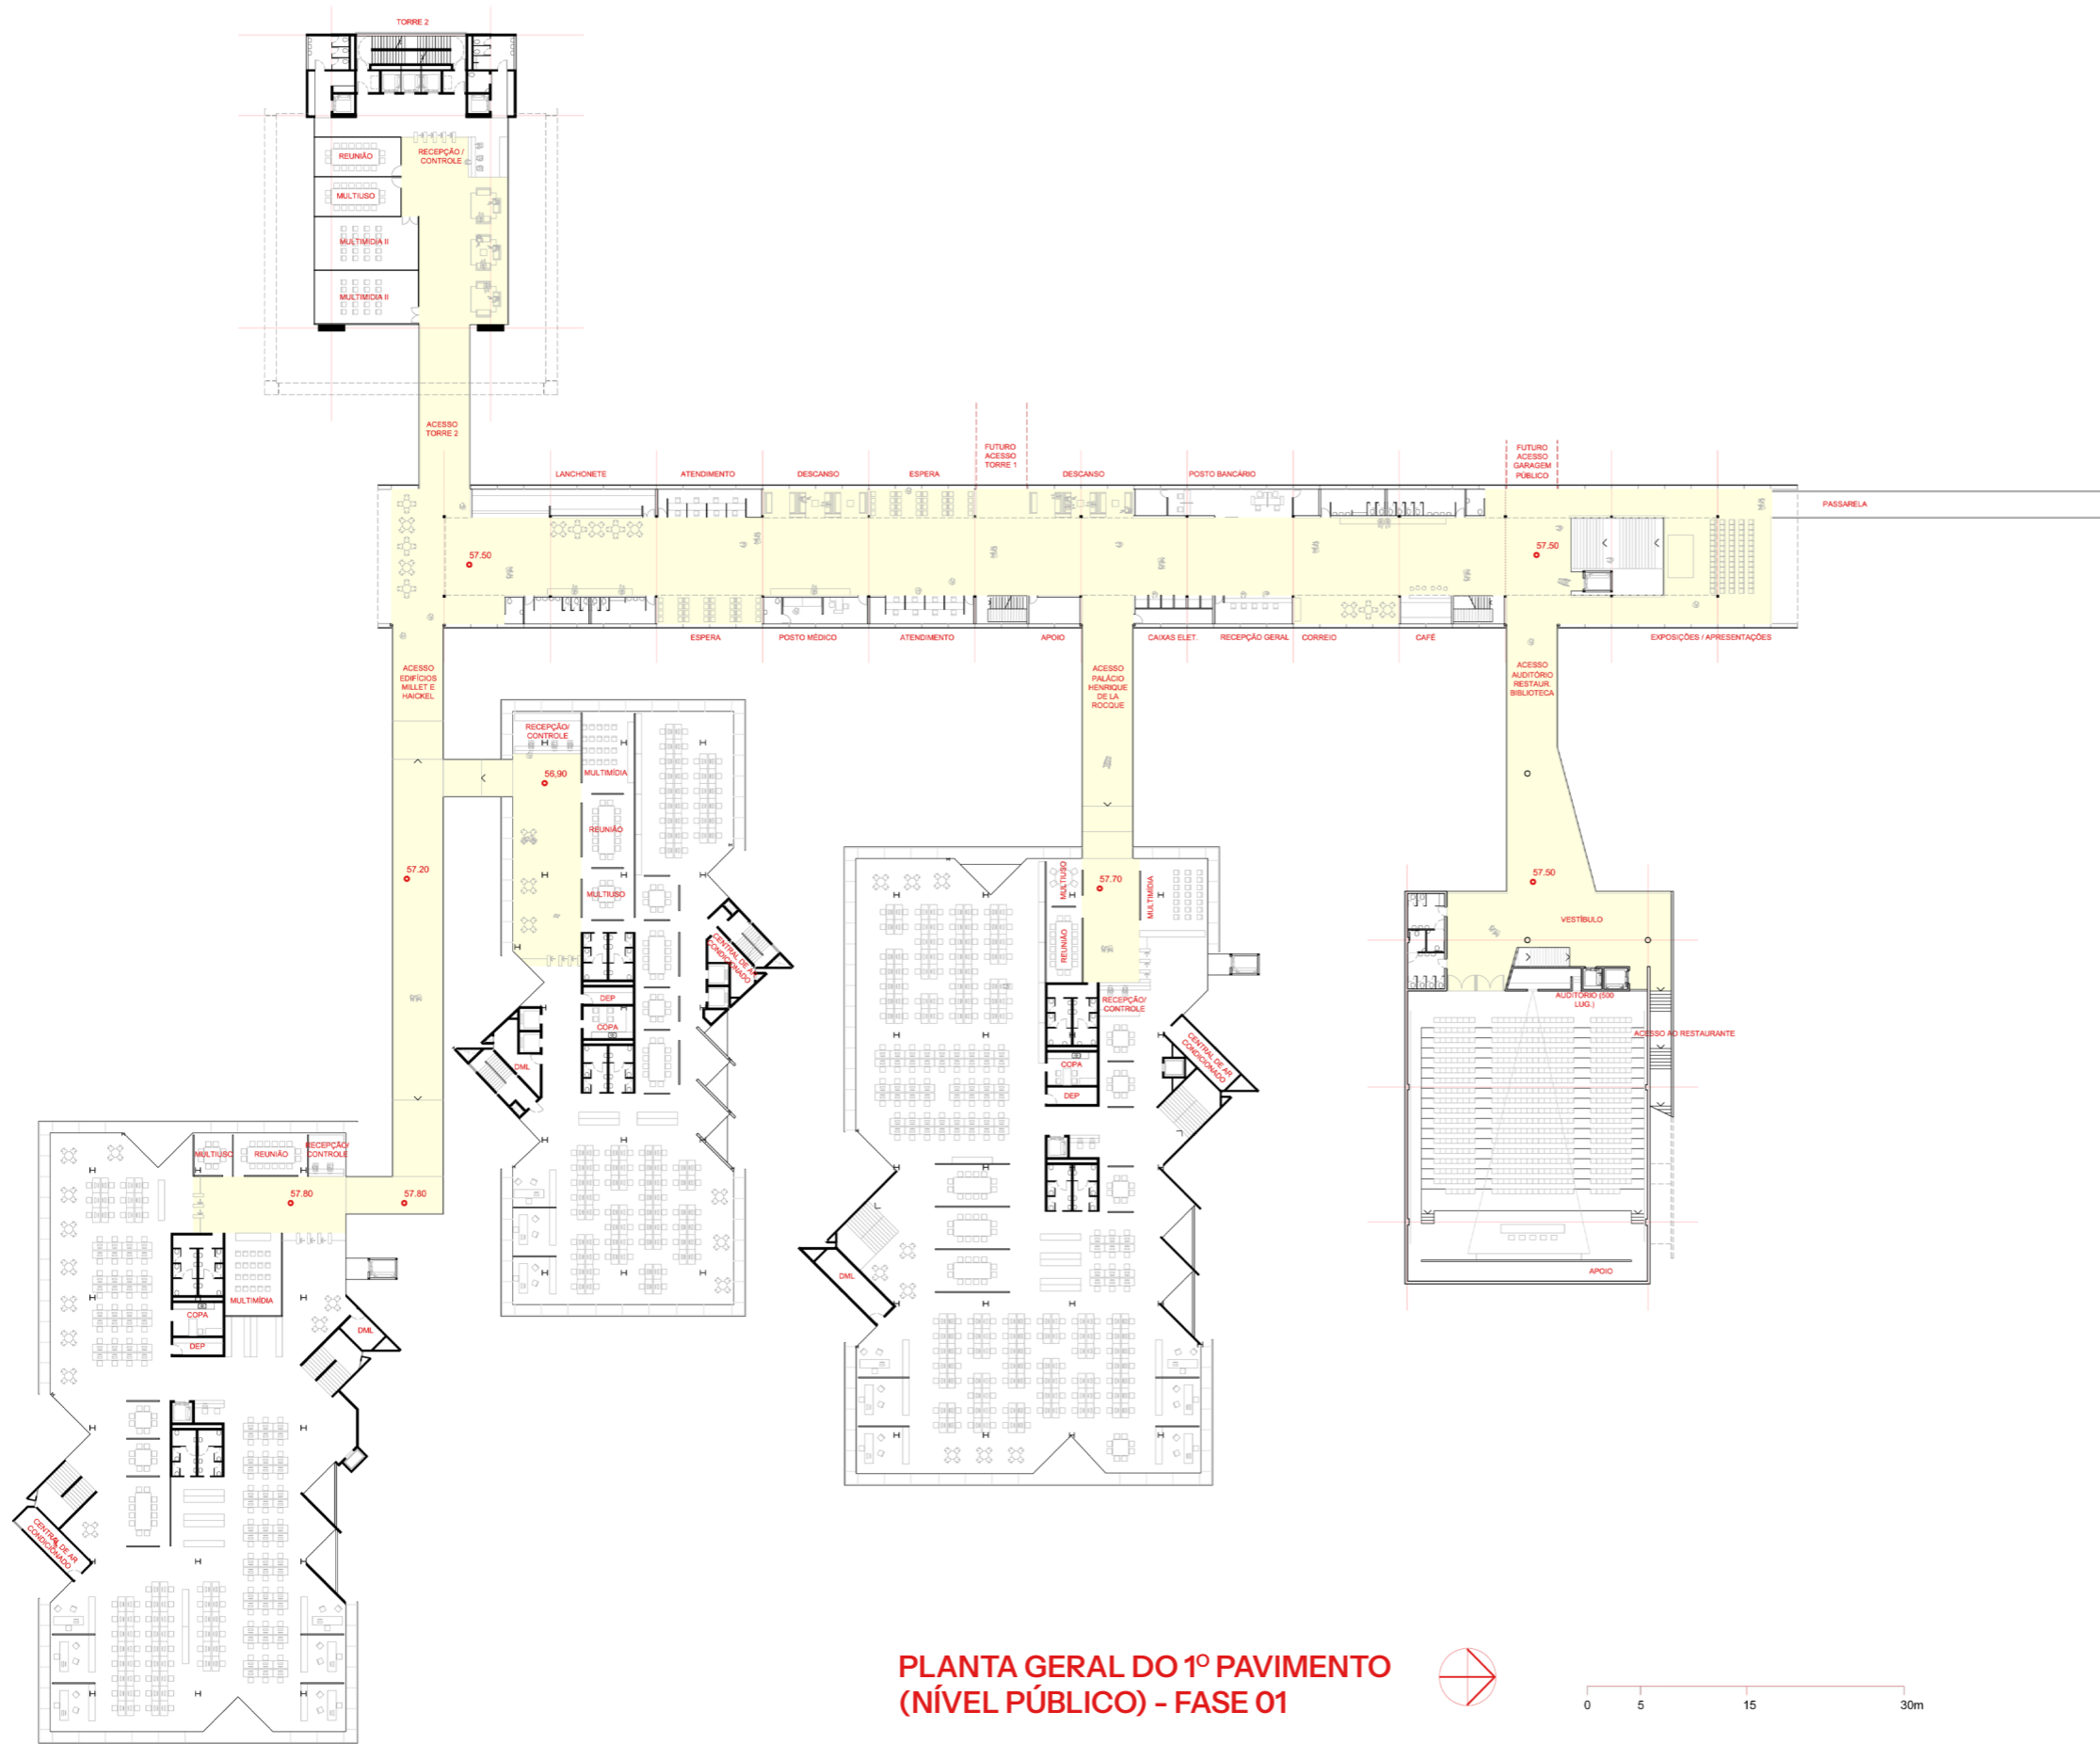 TORRE 2
REUNIÃO
RECEPÇÃO /
CONTROLE
MULTIUSO
MULTIMÍDIA II
MULTIMIDIA II
ACESSO
TORRE 2
FUTURO
ACESSO
TORRE 1
FUTURO
ACESSO
GARAGEM
PÚBLICO
LANCHONETE
ATENDIMENTO
DESCANSO
ESPERA
DESCANSO
POSTO BANCÁRIO
PASSARELA
57.50
57.50
ESPERA
POSTO MÉDICO
ATENDIMENTO
APOIO
CAIXAS ELET.
RECEPÇÃO GERAL
CORREIO
CAFÉ
EXPOSIÇÕES / APRESENTAÇÕES
ACESSO
EDIFÍCIOS
MILLET E
HAICKEL
ACESSO
PALÁCIO
HENRIQUE
DE LA
ROCQUE
ACESSO
AUDITÓRIO
RESTAUR.
BIBLIOTECA
RECEPÇÃO/
CONTROLE
56,90
MULTIMÍDIA
REUNIÃO
MULTIUSO
57.20
CENTRAL DE AR
CONDICIONADO
DEP
COPA
DML
MULTIUSO
57.70
MULTIMÍDIA
REUNIÃO
RECEPÇÃO/
CONTROLE
CENTRAL DE AR
CONDICIONADO
COPA
DEP
DML
57.50
VESTÍBULO
AUDITÓRIO (500
LUG.)
ACESSO AO RESTAURANTE
APOIO
MULTIUSO
REUNIÃO
RECEPÇÃO/
CONTROLE
57.80
57.80
MULTIMÍDIA
COPA
DEP
DML
CENTRAL DE AR
CONDICIONADO
PLANTA GERAL DO 1º PAVIMENTO
(NÍVEL PÚBLICO) - FASE 01
0 5 15 30m